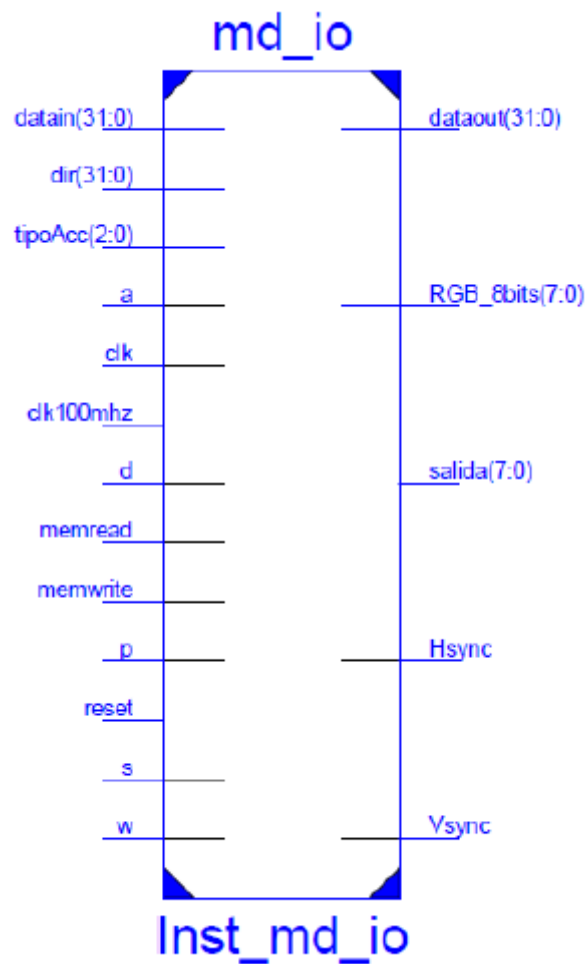 md_io
datain(31:0)
dataout(31:0)
dir(31:0)
tipoAcc(2:0)
a
RGB_8bits(7:0)
clk
clk100mhz
d
salida(7:0)
memread
memwrite
p
Hsync
reset
s
w
Vsync
Inst_md_io